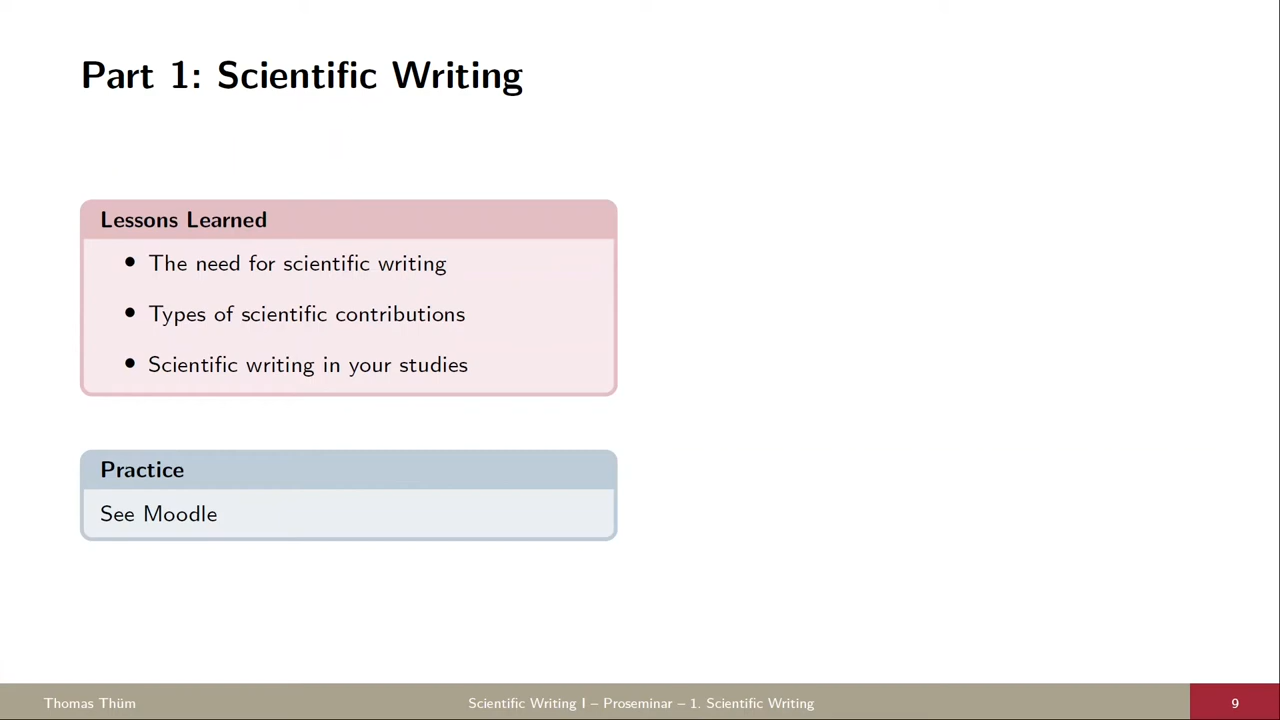 Part 1: Scientific Writing
Lessons Learned
• The need for scientific writing
• Types of scientific contributions
• Scientific writing in your studies
Practice
See Moodle
Thomas Thüm
Scientific Writing I – Proseminar – 1. Scientific Writing
9